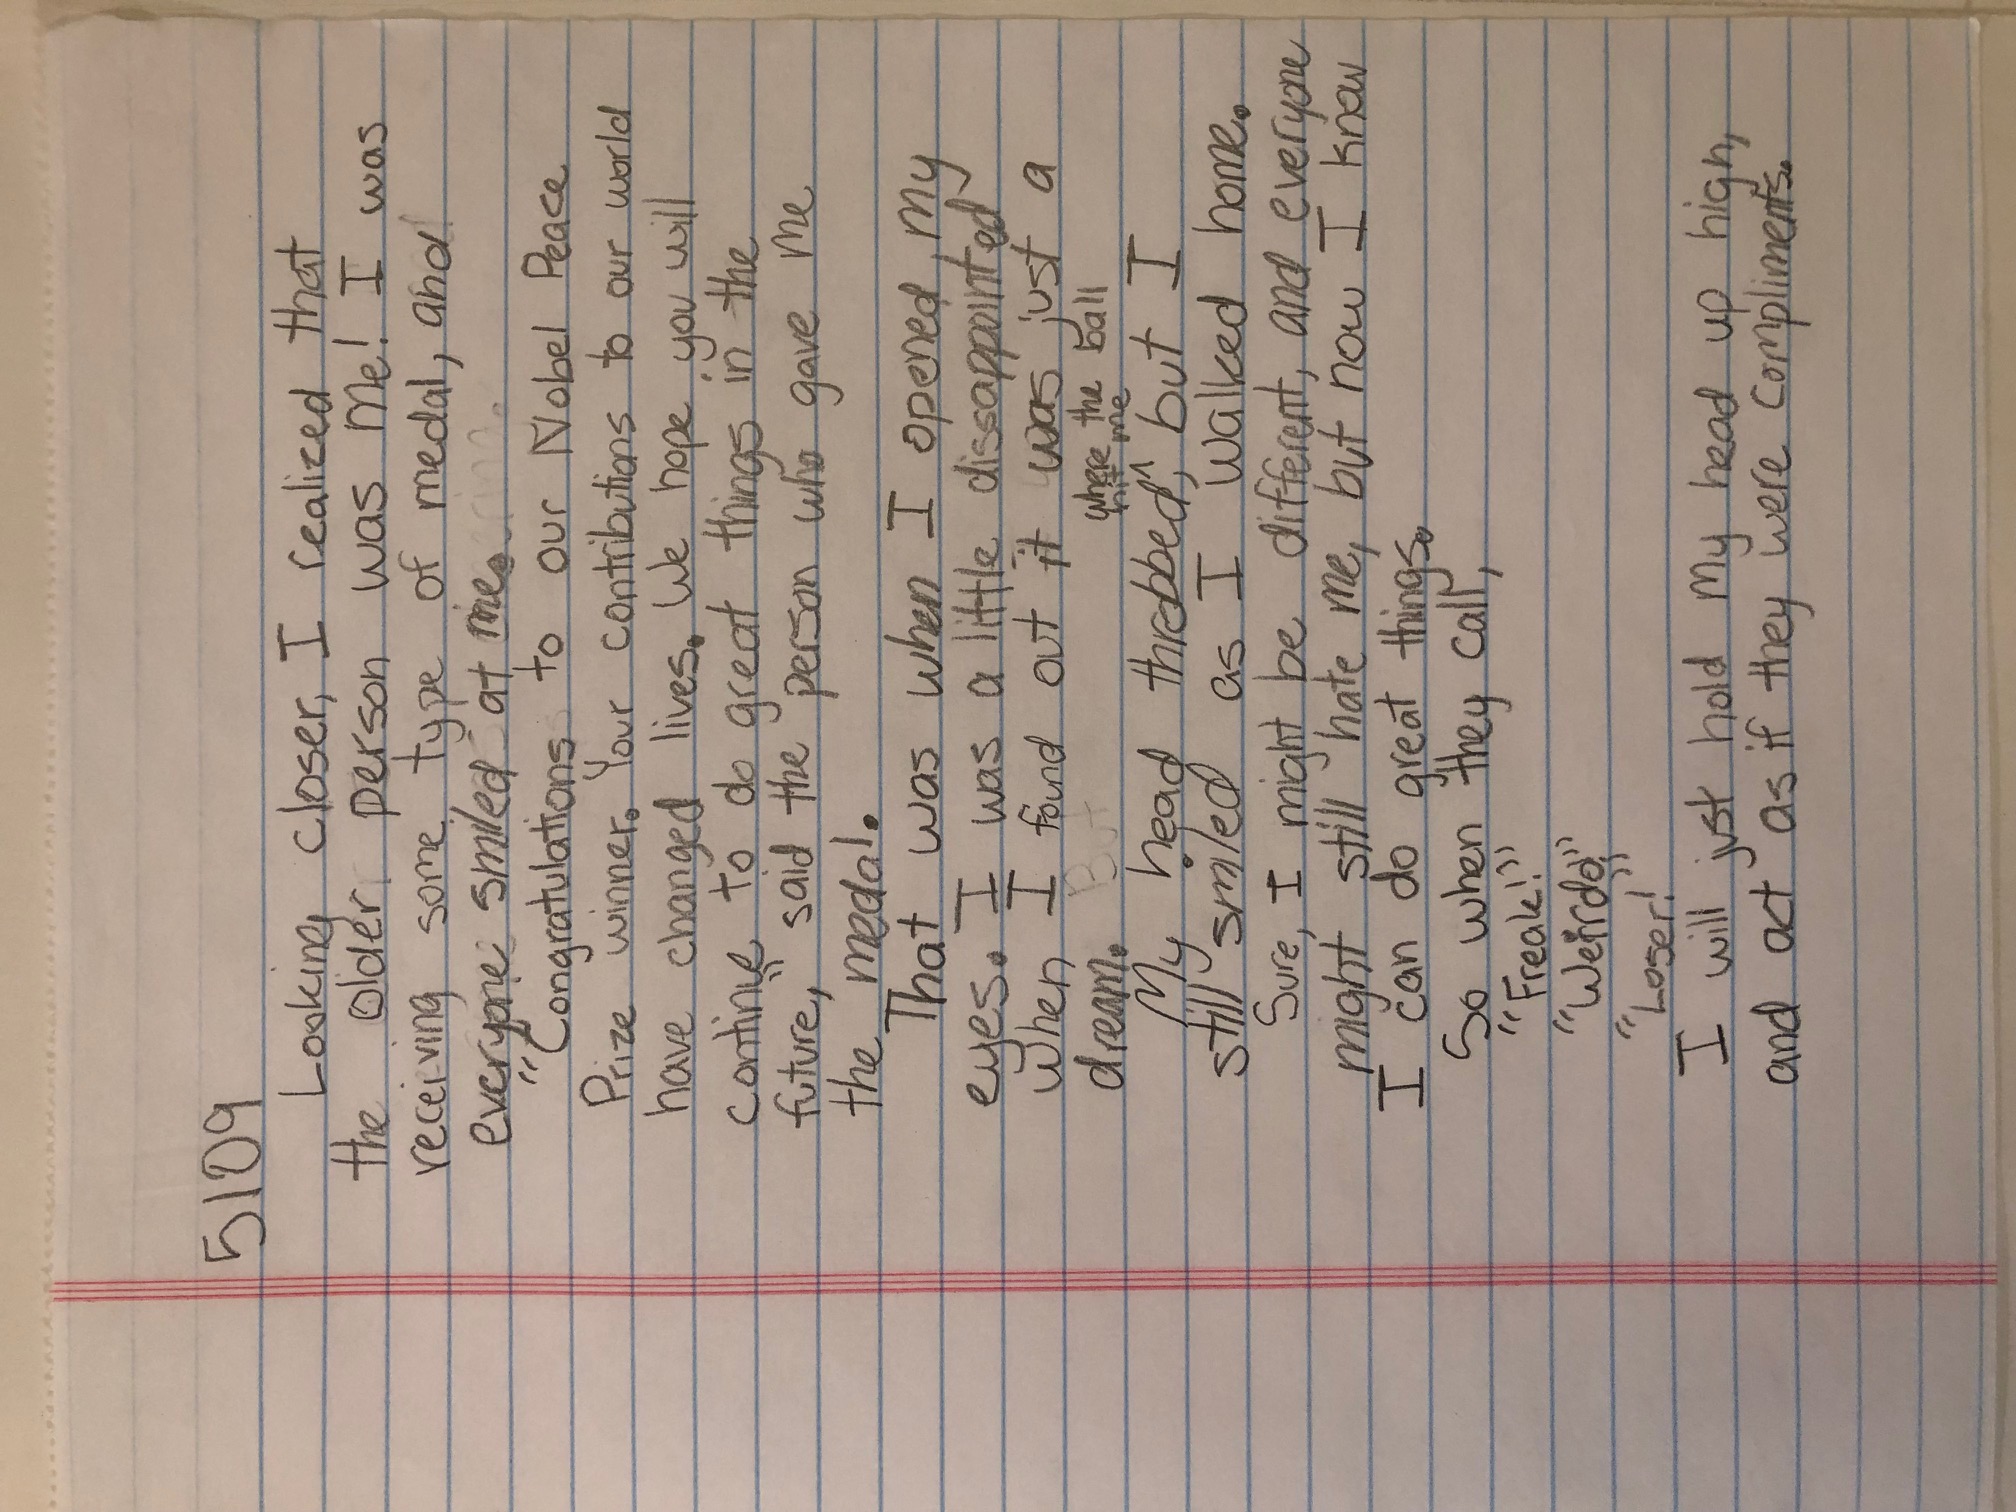 5109
Looking closer, I realized that
the older person was me! I was
receiving some type of medal, and
everyone smiled at me.
"Congratulations to our Nobel Peace
Prize winner. Your contributions to our world
have changed lives. We hope you will
continue to do great things in the
future," said the person who gave me
the medal.
That was when I opened my
eyes. I was a little dissappointed
when I found out it was just a
dream. But
where the ball
hit me
My head throbbed^, but I
still smiled as I walked home.
Sure, I might be different, and everyone
might still hate me, but now I know
I can do great things.
So when they call,
"Freak!"
"Weirdo!"
"Loser!"
I will just hold my head up high,
and act as if they were compliments.